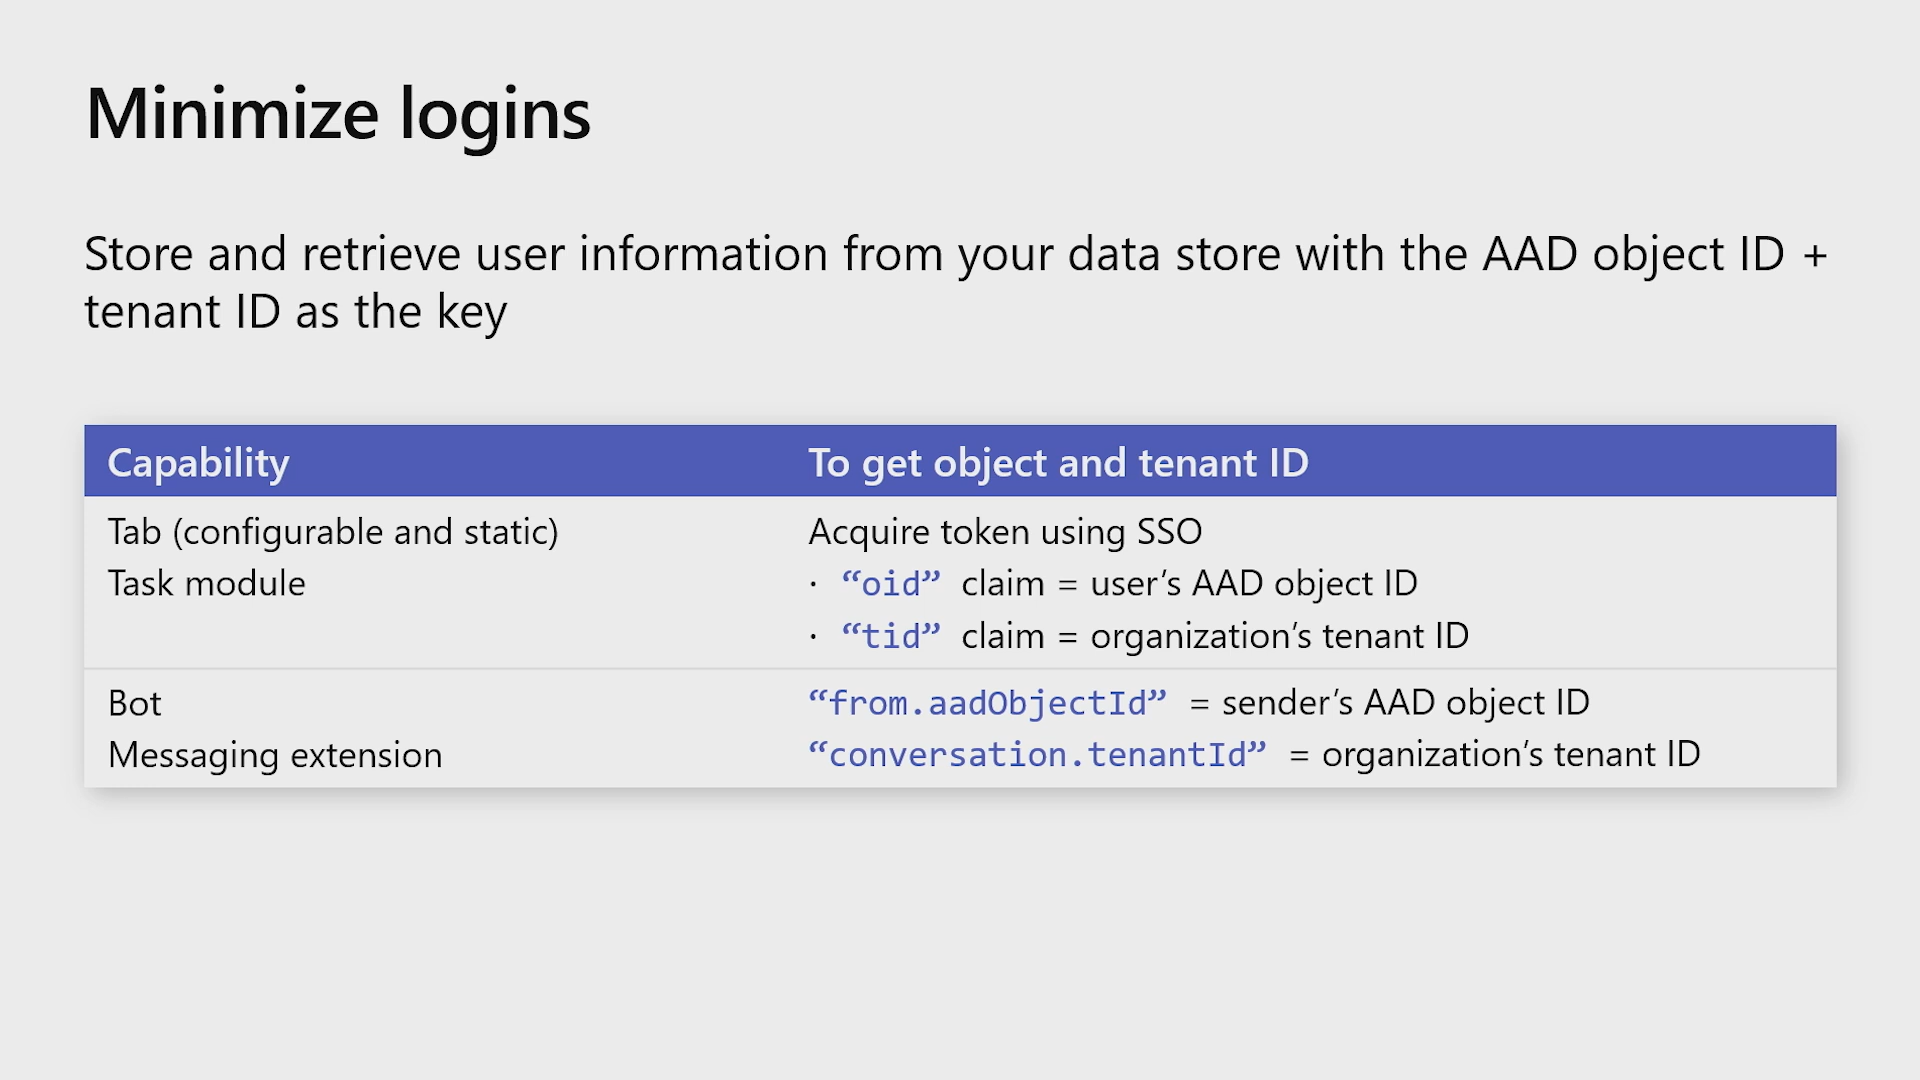 Minimize logins
Store and retrieve user information from your data store with the AAD object ID +
tenant ID as the key
Capability
To get object and tenant ID
Tab (configurable and static)
Task module
Acquire token using SSO
· “oid” claim = user’s AAD object ID
· “tid” claim = organization’s tenant ID
Bot
Messaging extension
“from.aadObjectId” = sender’s AAD object ID
“conversation.tenantId” = organization’s tenant ID